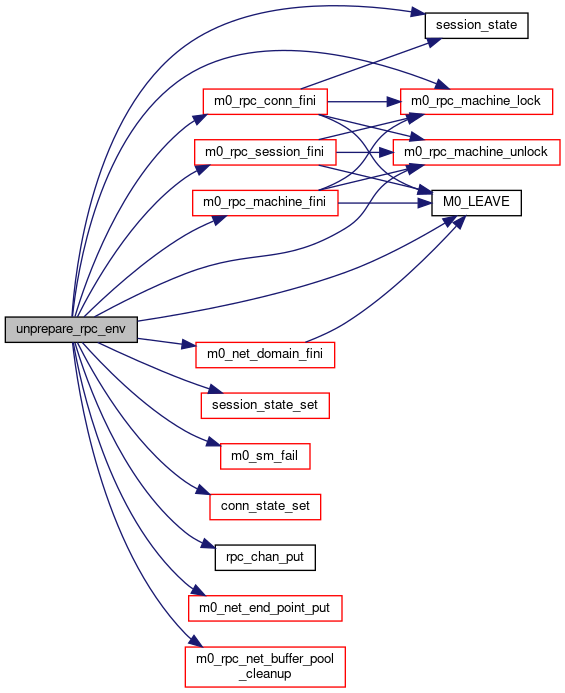 session_state
m0_rpc_conn_fini
m0_rpc_machine_lock
m0_rpc_session_fini
m0_rpc_machine_unlock
m0_rpc_machine_fini
M0_LEAVE
unprepare_rpc_env
m0_net_domain_fini
session_state_set
m0_sm_fail
conn_state_set
rpc_chan_put
m0_net_end_point_put
m0_rpc_net_buffer_pool
_cleanup